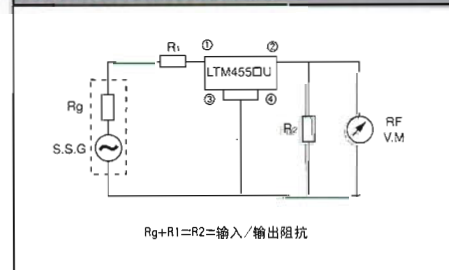 R1 ① ②
LTM455□U
③ ④
Rg
S.S.G
R2
RF
V.M
Rg+R1=R2=输入/输出阻抗